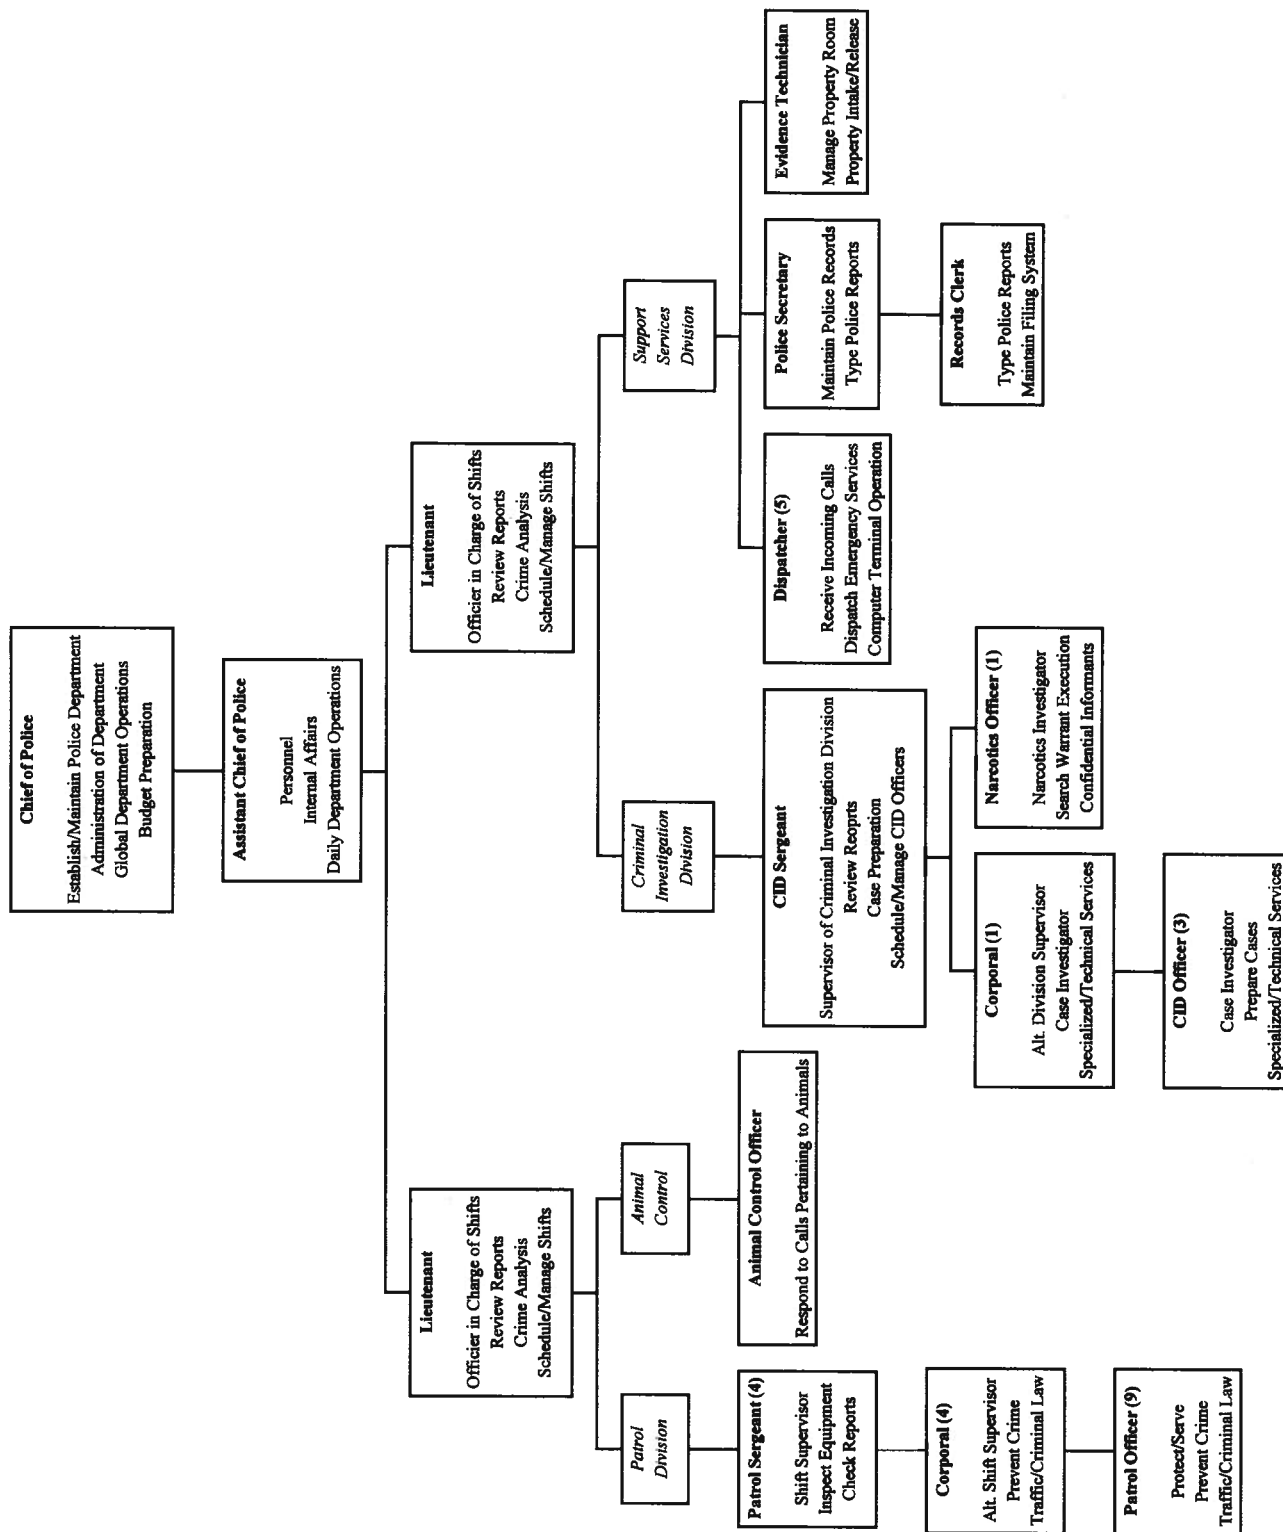 Chief of Police
Establish/Maintain Police Department
Administration of Department
Global Department Operations
Budget Preparation
Assistant Chief of Police
Personnel
Internal Affairs
Daily Department Operations
Lieutenant
Officier in Charge of Shifts
Review Reports
Crime Analysis
Schedule/Manage Shifts
Lieutenant
Officier in Charge of Shifts
Review Reports
Crime Analysis
Schedule/Manage Shifts
Patrol
Division
Animal
Control
Criminal
Investigation
Division
Support
Services
Division
Patrol Sergeant (4)
Shift Supervisor
Inspect Equipment
Check Reports
Animal Control Officer
Respond to Calls Pertaining to Animals
CID Sergeant
Supervisor of Criminal Investigation Division
Review Reoprts
Case Preparation
Schedule/Manage CID Officers
Dispatcher (5)
Receive Incoming Calls
Dispatch Emergency Services
Computer Terminal Operation
Police Secretary
Maintain Police Records
Type Police Reports
Evidence Technician
Manage Property Room
Property Intake/Release
Corporal (4)
Alt. Shift Supervisor
Prevent Crime
Traffic/Criminal Law
Corporal (1)
Alt. Division Supervisor
Case Investigator
Specialized/Technical Services
Narcotics Officer (1)
Narcotics Investigator
Search Warrant Execution
Confidential Informants
Records Clerk
Type Police Reports
Maintain Filing System
Patrol Officer (9)
Protect/Serve
Prevent Crime
Traffic/Criminal Law
CID Officer (3)
Case Investigator
Prepare Cases
Specialized/Technical Services